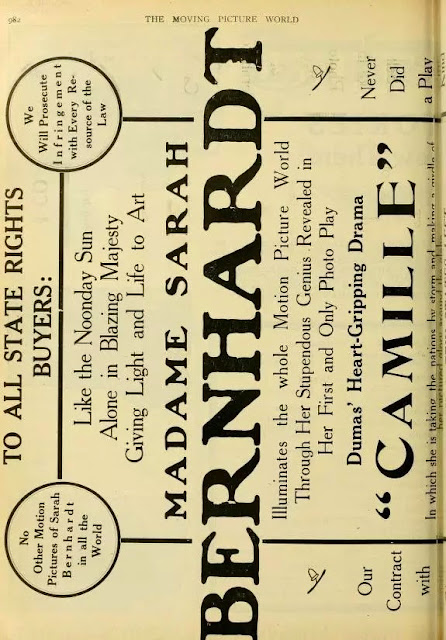 982
THE MOVING PICTURE WORLD
TO ALL STATE RIGHTS
BUYERS:
No
Other Motion
Pictures of Sarah
Bernhardt
in all the
World
We
Will Prosecute
Infringement
with Every Re-
source of the
Law
Like the Noonday Sun
Alone in Blazing Majesty
Giving Light and Life to Art
MADAME SARAH
BERNHARDT
Illuminates the whole Motion Picture World
Through Her Stupendous Genius Revealed in
Her First and Only Photo Play
Dumas' Heart-Gripping Drama
"CAMILLE"
In which she is taking the nations by storm and making a girdle of
Our
Contract
with
Never
Did
a Play